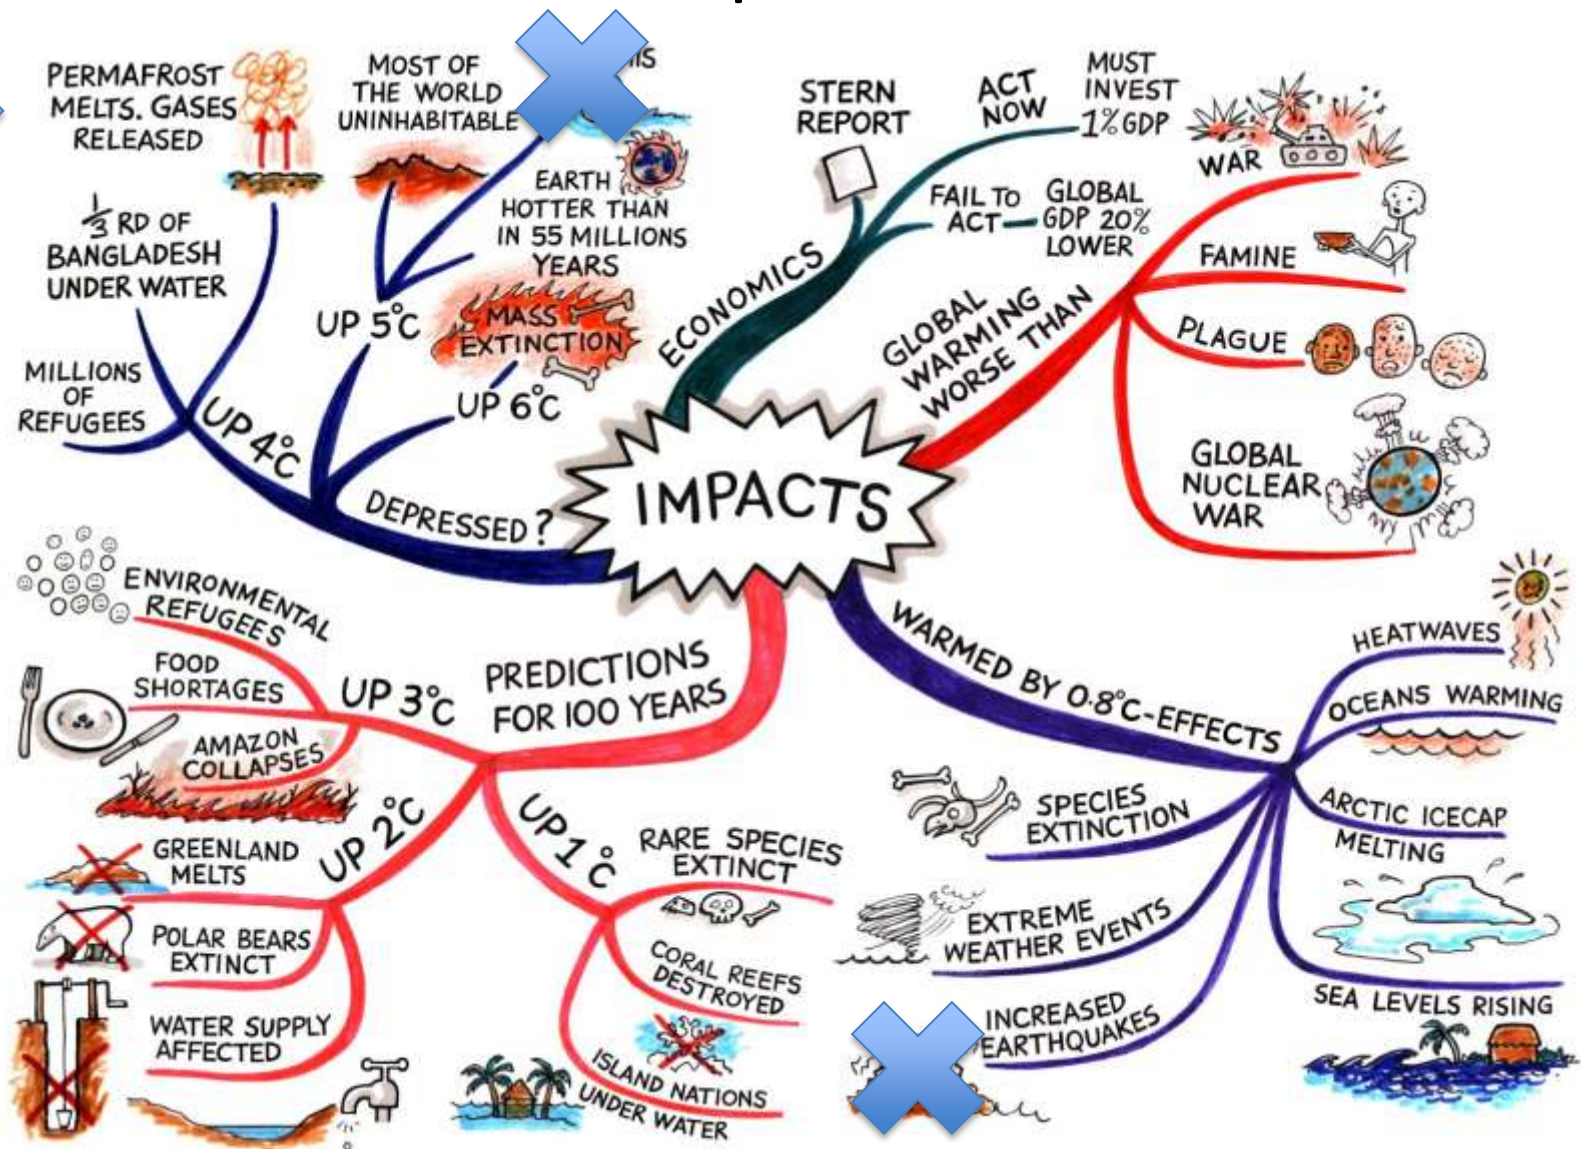 IMPACTS
ECONOMICS
STERN
REPORT
ACT
NOW
MUST
INVEST
1% GDP
FAIL TO
ACT
GLOBAL
GDP 20%
LOWER
GLOBAL
WARMING
WORSE THAN
WAR
FAMINE
PLAGUE
GLOBAL
NUCLEAR
WAR
WARMED BY 0.8°C-EFFECTS
HEATWAVES
OCEANS WARMING
ARCTIC ICECAP
MELTING
SEA LEVELS RISING
SPECIES
EXTINCTION
EXTREME
WEATHER EVENTS
INCREASED
EARTHQUAKES
PREDICTIONS
FOR 100 YEARS
UP 1°C
RARE SPECIES
EXTINCT
CORAL REEFS
DESTROYED
ISLAND NATIONS
UNDER WATER
UP 2°C
GREENLAND
MELTS
POLAR BEARS
EXTINCT
WATER SUPPLY
AFFECTED
UP 3°C
ENVIRONMENTAL
REFUGEES
FOOD
SHORTAGES
AMAZON
COLLAPSES
DEPRESSED?
UP 4°C
MILLIONS
OF
REFUGEES
1/3 RD OF
BANGLADESH
UNDER WATER
PERMAFROST
MELTS. GASES
RELEASED
UP 5°C
MOST OF
THE WORLD
UNINHABITABLE
EARTH
HOTTER THAN
IN 55 MILLIONS
YEARS
UP 6°C
MASS
EXTINCTION